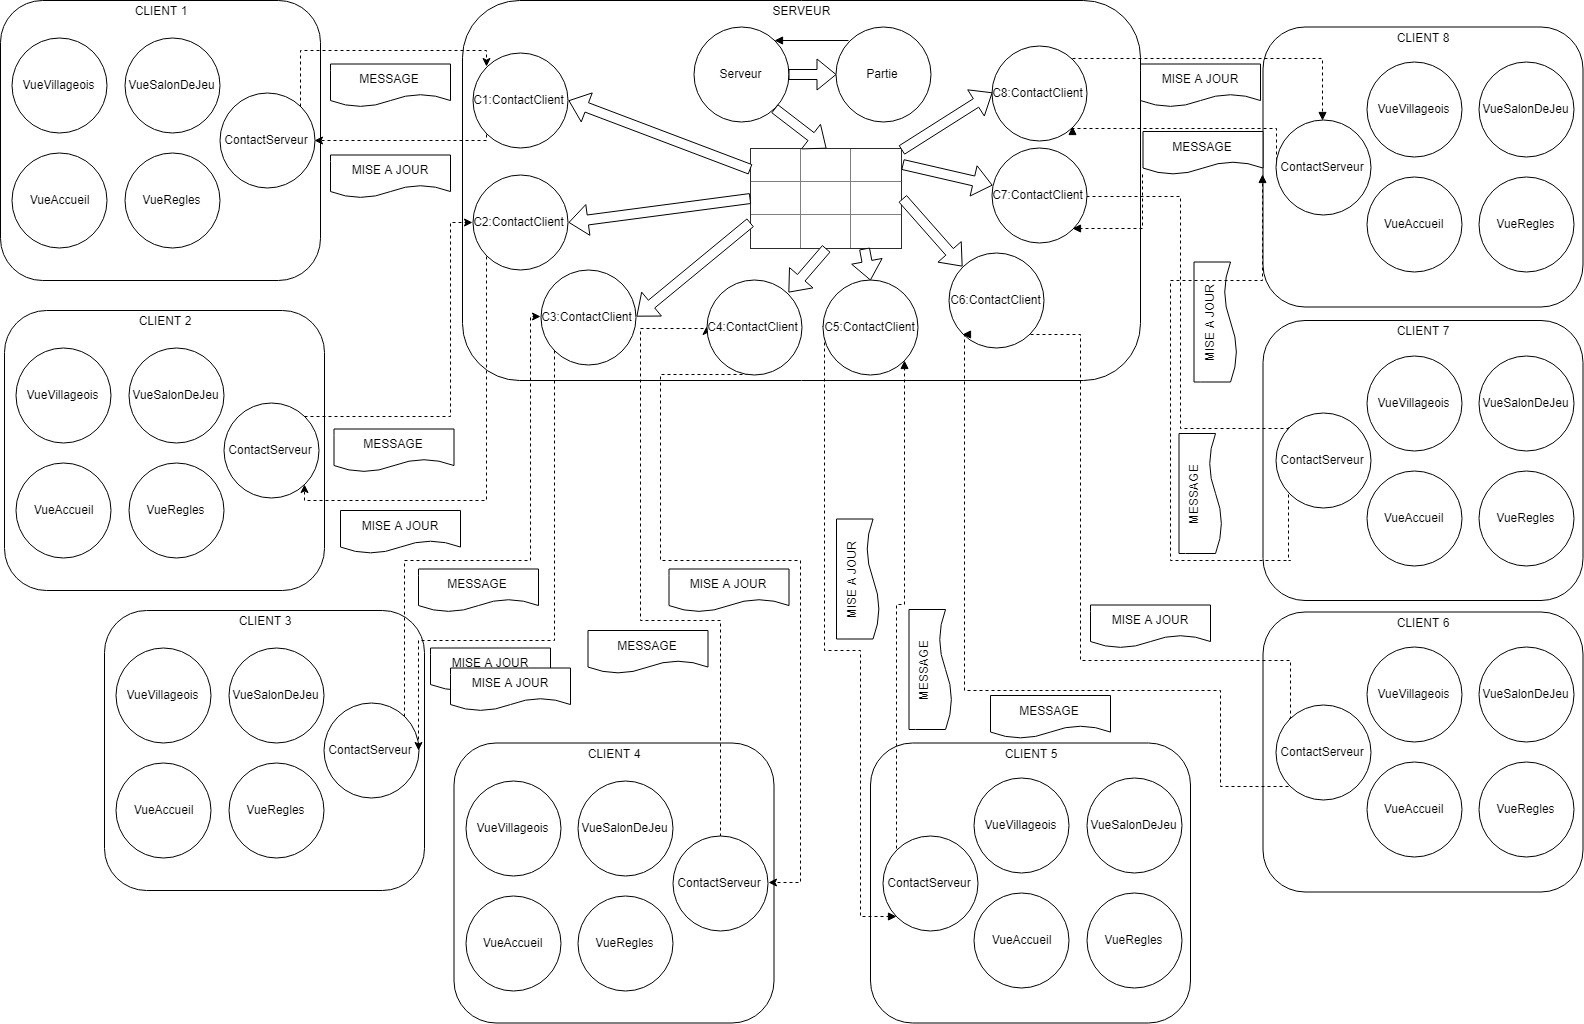 CLIENT 1
VueVillageois
VueSalonDeJeu
ContactServeur
VueAccueil
VueRegles
MESSAGE
MISE A JOUR
SERVEUR
Serveur
Partie
C1:ContactClient
C2:ContactClient
C3:ContactClient
C4:ContactClient
C5:ContactClient
C6:ContactClient
C7:ContactClient
C8:ContactClient
MISE A JOUR
MESSAGE
CLIENT 8
VueVillageois
VueSalonDeJeu
ContactServeur
VueAccueil
VueRegles
CLIENT 2
VueVillageois
VueSalonDeJeu
ContactServeur
VueAccueil
VueRegles
MESSAGE
MISE A JOUR
MISE A JOUR
MESSAGE
CLIENT 7
VueVillageois
VueSalonDeJeu
ContactServeur
VueAccueil
VueRegles
CLIENT 3
VueVillageois
VueSalonDeJeu
ContactServeur
VueAccueil
VueRegles
MESSAGE
MISE A JOUR
MISE A JOUR
MISE A JOUR
MESSAGE
MISE A JOUR
MESSAGE
MISE A JOUR
MESSAGE
CLIENT 6
VueVillageois
VueSalonDeJeu
ContactServeur
VueAccueil
VueRegles
CLIENT 4
VueVillageois
VueSalonDeJeu
ContactServeur
VueAccueil
VueRegles
CLIENT 5
VueVillageois
VueSalonDeJeu
ContactServeur
VueAccueil
VueRegles